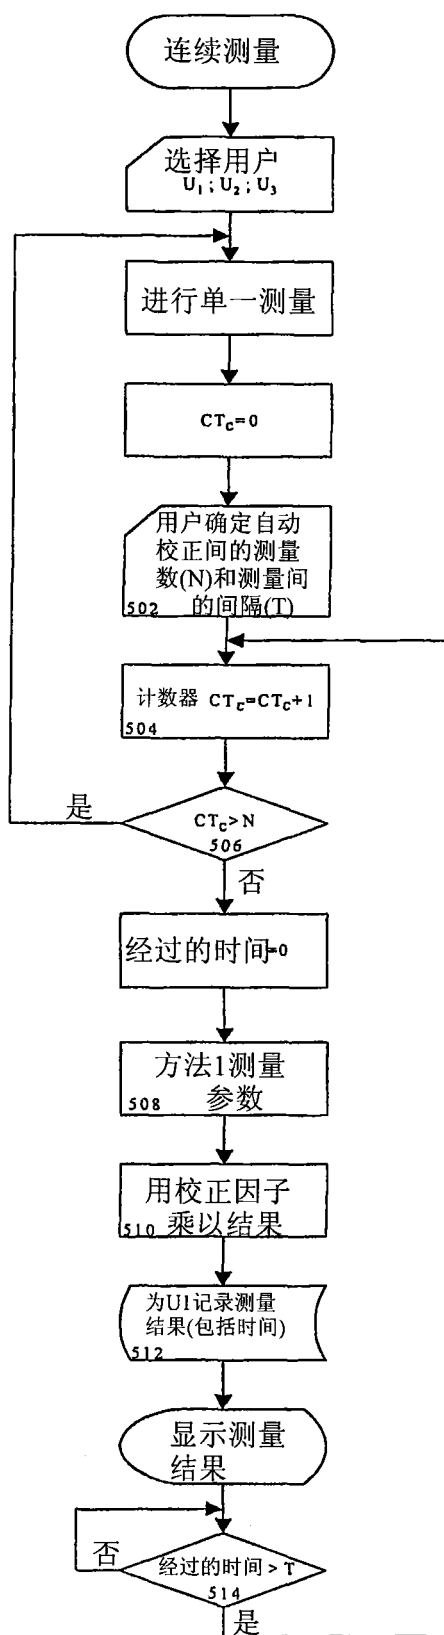 连续测量
选择用户
U₁；U₂；U₃
进行单一测量
CTc=0
用户确定自动
校正间的测量
数(N)和测量间
502 的间隔(T)
计数器 CTc=CTc+1
504
是
CTc>N
506
否
经过的时间=0
方法1测量
508 参数
用校正因子
510 乘以结果
为U1记录测量
结果(包括时间)
512
显示测量
结果
否
经过的时间>T
514
是